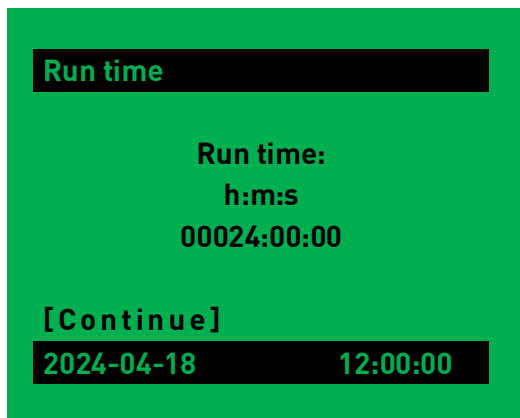 Run time
Run time:
h:m:s
00024:00:00
[Continue]
2024-04-18 12:00:00